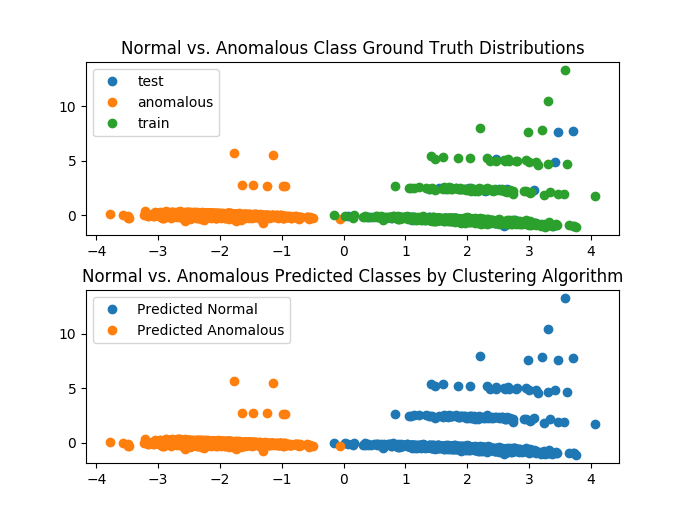 Normal vs. Anomalous Class Ground Truth Distributions
test
anomalous
train
10
5
0
−4 −3 −2 −1 0 1 2 3 4
Normal vs. Anomalous Predicted Classes by Clustering Algorithm
Predicted Normal
Predicted Anomalous
10
5
0
−4 −3 −2 −1 0 1 2 3 4